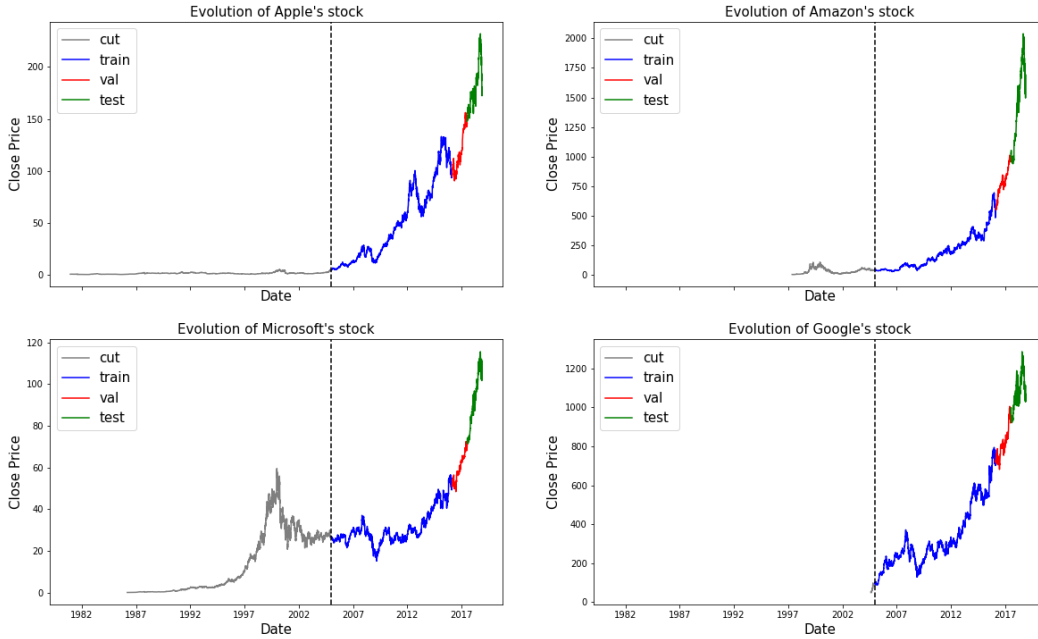 Evolution of Apple's stock
cut
train
val
test
Close Price
200
150
100
50
0
Date
Evolution of Amazon's stock
cut
train
val
test
Close Price
2000
1750
1500
1250
1000
750
500
250
0
Date
Evolution of Microsoft's stock
cut
train
val
test
Close Price
120
100
80
60
40
20
0
1982 1987 1992 1997 2002 2007 2012 2017
Date
Evolution of Google's stock
cut
train
val
test
Close Price
1200
1000
800
600
400
200
0
1982 1987 1992 1997 2002 2007 2012 2017
Date